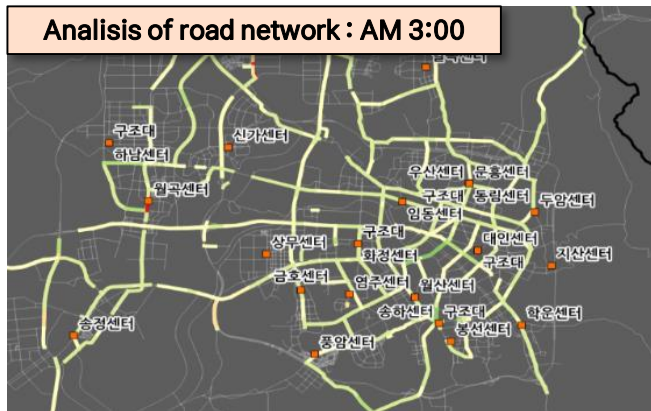 Analisis of road network : AM 3:00
구조대
하남센터
신가센터
월곡센터
우산센터
문흥센터
구조대
동림센터
임동센터
두암센터
상무센터
구조대
화정센터
대인센터
구조대
지산센터
금호센터
염주센터
월산센터
송하센터
구조대
봉선센터
학운센터
송정센터
풍암센터